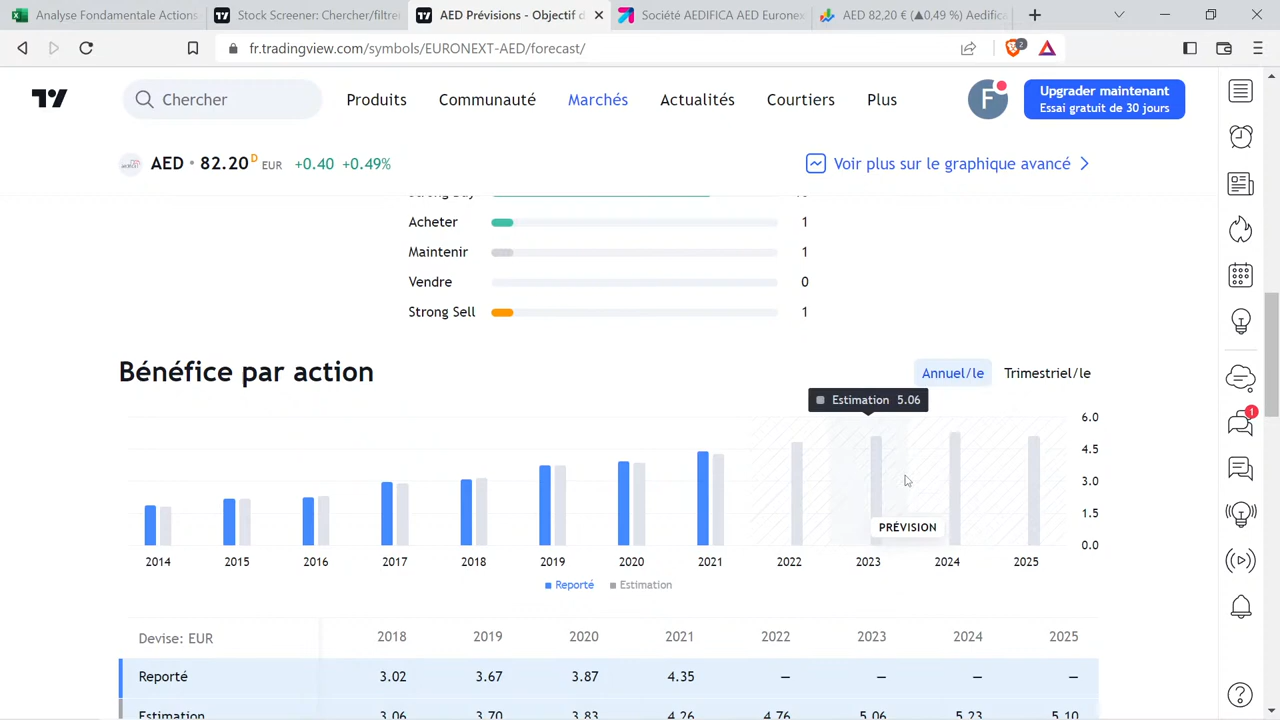 Analyse Fondamentale Actions
Stock Screener: Chercher/filtrer
AED Prévisions - Objectif d
Société AEDIFICA AED Euronex
AED 82,20 € (▲0,49 %) Aedific
fr.tradingview.com/symbols/EURONEXT-AED/forecast/
2
Chercher
Produits
Communauté
Marchés
Actualités
Courtiers
Plus
F
Upgrader maintenant
Essai gratuit de 30 jours
AED • 82.20 D EUR +0.40 +0.49%
Voir plus sur le graphique avancé
Strong Buy
Acheter 1
Maintenir 1
Vendre 0
Strong Sell 1
Bénéfice par action
Annuel/le Trimestriel/le
Estimation 5.06
6.0
4.5
3.0
1.5
0.0
PRÉVISION
2014 2015 2016 2017 2018 2019 2020 2021 2022 2023 2024 2025
Reporté Estimation
Devise: EUR 2018 2019 2020 2021 2022 2023 2024 2025
Reporté 3.02 3.67 3.87 4.35 — — — —
Estimation 3.06 3.70 3.83 4.26 4.76 5.06 5.23 5.10
1